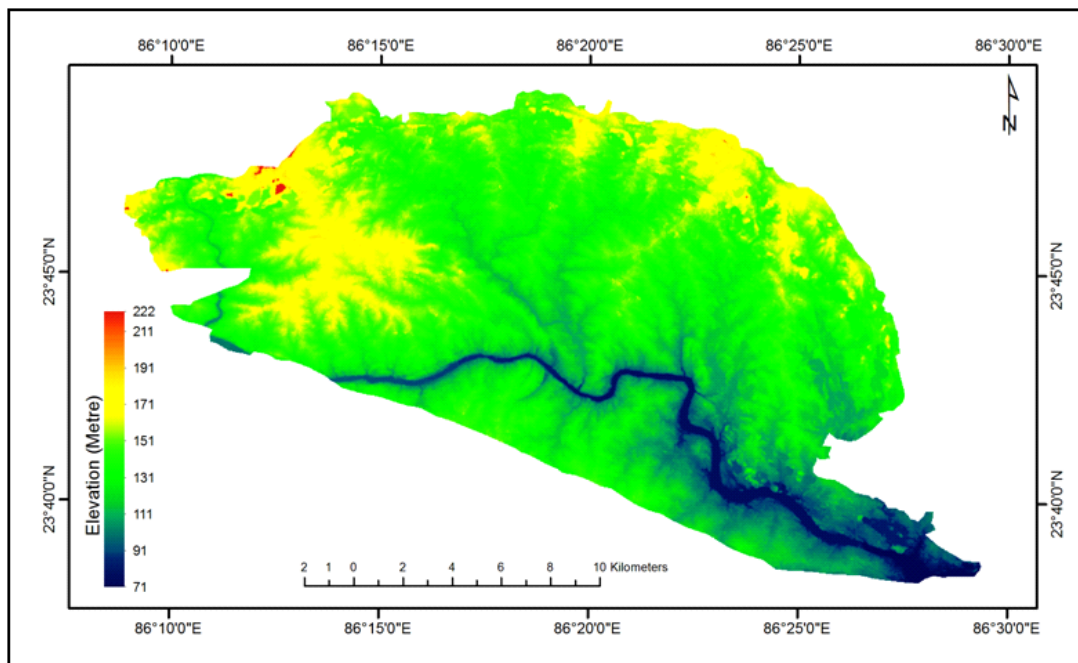 86°10'0"E 86°15'0"E 86°20'0"E 86°25'0"E 86°30'0"E
N
23°45'0"N
23°45'0"N
Elevation (Metre)
222
211
191
171
151
131
111
91
71
23°40'0"N
23°40'0"N
2 1 0 2 4 6 8 10 Kilometers
86°10'0"E 86°15'0"E 86°20'0"E 86°25'0"E 86°30'0"E